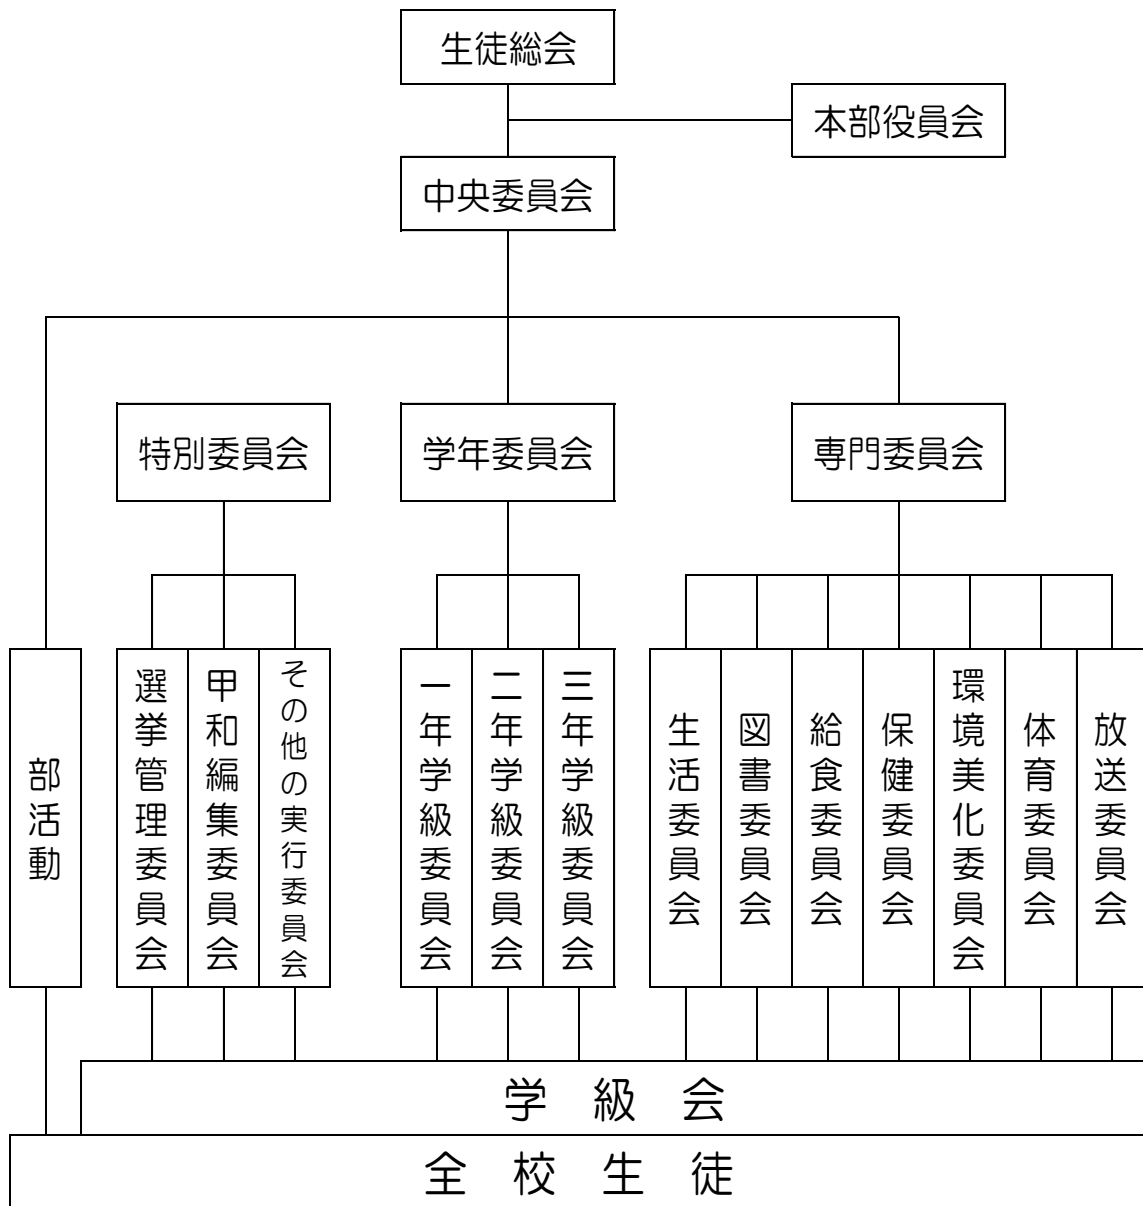 生徒総会
本部役員会
中央委員会
特別委員会
学年委員会
専門委員会
部活動
選挙管理委員会
甲和編集委員会
その他の実行委員会
一年学級委員会
二年学級委員会
三年学級委員会
生活委員会
図書委員会
給食委員会
保健委員会
環境美化委員会
体育委員会
放送委員会
学級会
全校生徒